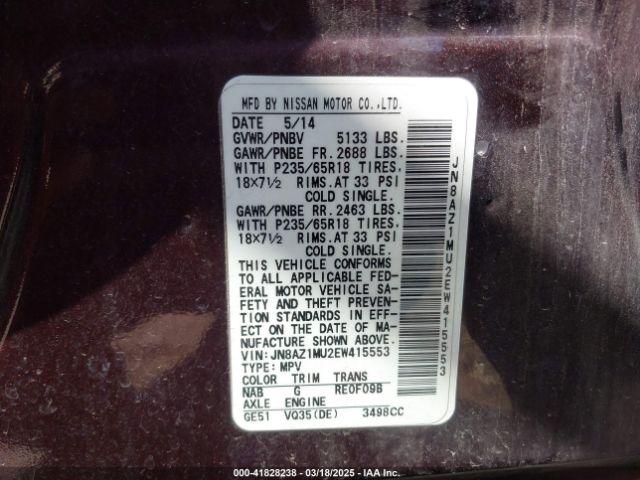 MFD BY NISSAN MOTOR CO.,LTD.
DATE 5/14
GVWR/PNBV 5133 LBS.
GAWR/PNBE FR. 2688 LBS.
WITH P235/65R18 TIRES,
18X7½ RIMS. AT 33 PSI
COLD SINGLE.
GAWR/PNBE RR. 2463 LBS.
WITH P235/65R18 TIRES,
18X7½ RIMS. AT 33 PSI
COLD SINGLE.
THIS VEHICLE CONFORMS
TO ALL APPLICABLE FED-
ERAL MOTOR VEHICLE SA-
FETY AND THEFT PREVEN-
TION STANDARDS IN EFF-
ECT ON THE DATE OF MA-
NUFACTURE SHOWN ABOVE.
VIN: JN8AZ1MU2EW415553
TYPE: MPV
COLOR TRIM TRANS
NAB G RE0F09B
AXLE ENGINE
GE51 VQ35(DE) 3498CC
JN8AZ1MU2EW415553
000-41828238 - 03/18/2025 - IAA Inc.